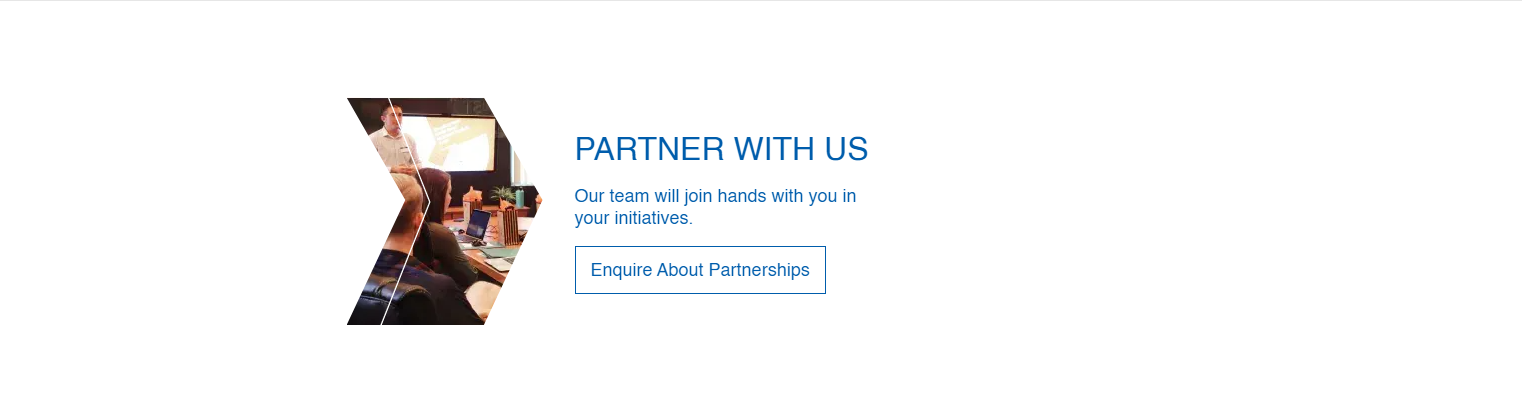 PARTNER WITH US
Our team will join hands with you in
your initiatives.
Enquire About Partnerships